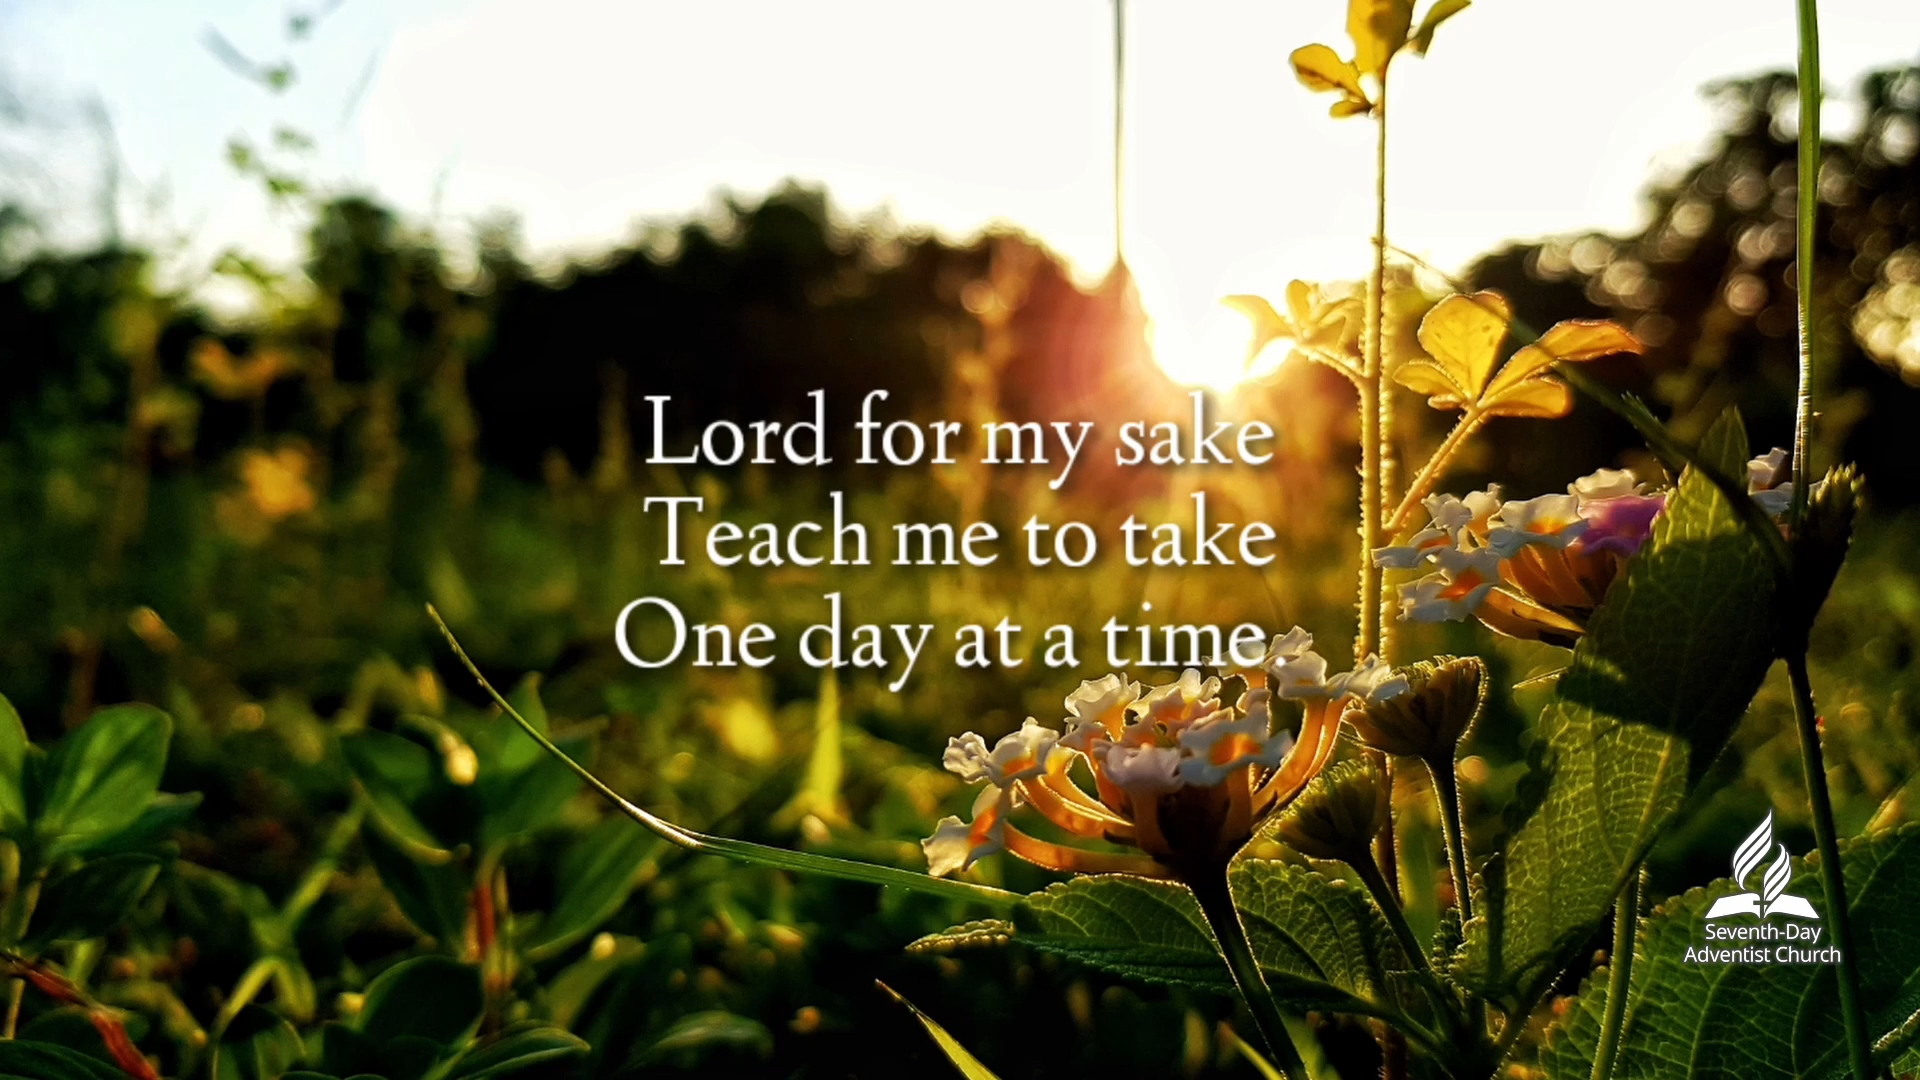 Lord for my sake
Teach me to take
One day at a time.
Seventh-Day
Adventist Church